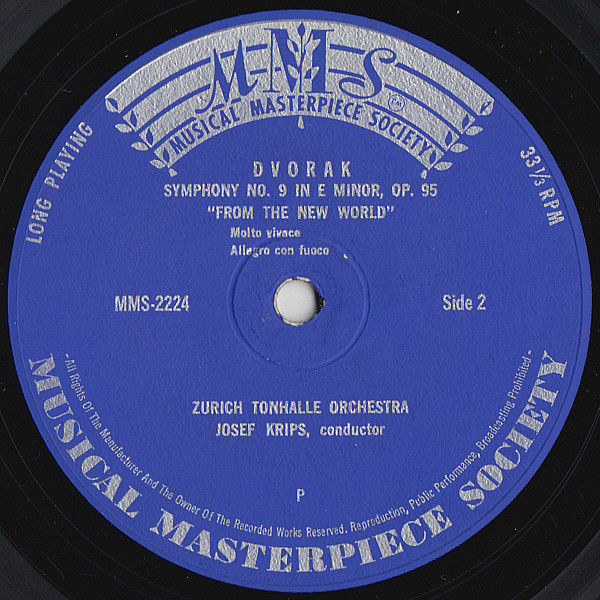 MMS
TM
MUSICAL MASTERPIECE SOCIETY
LONG PLAYING
33⅓ RPM
DVORAK
SYMPHONY NO. 9 IN E MINOR, OP. 95
"FROM THE NEW WORLD"
Molto vivace
Allegro con fuoco
MMS-2224
Side 2
ZURICH TONHALLE ORCHESTRA
JOSEF KRIPS, conductor
P
- All Rights Of The Manufacturer And The Owner Of The Recorded Works Reserved. Reproduction, Public Performance, Broadcasting Prohibited -
MUSICAL MASTERPIECE SOCIETY